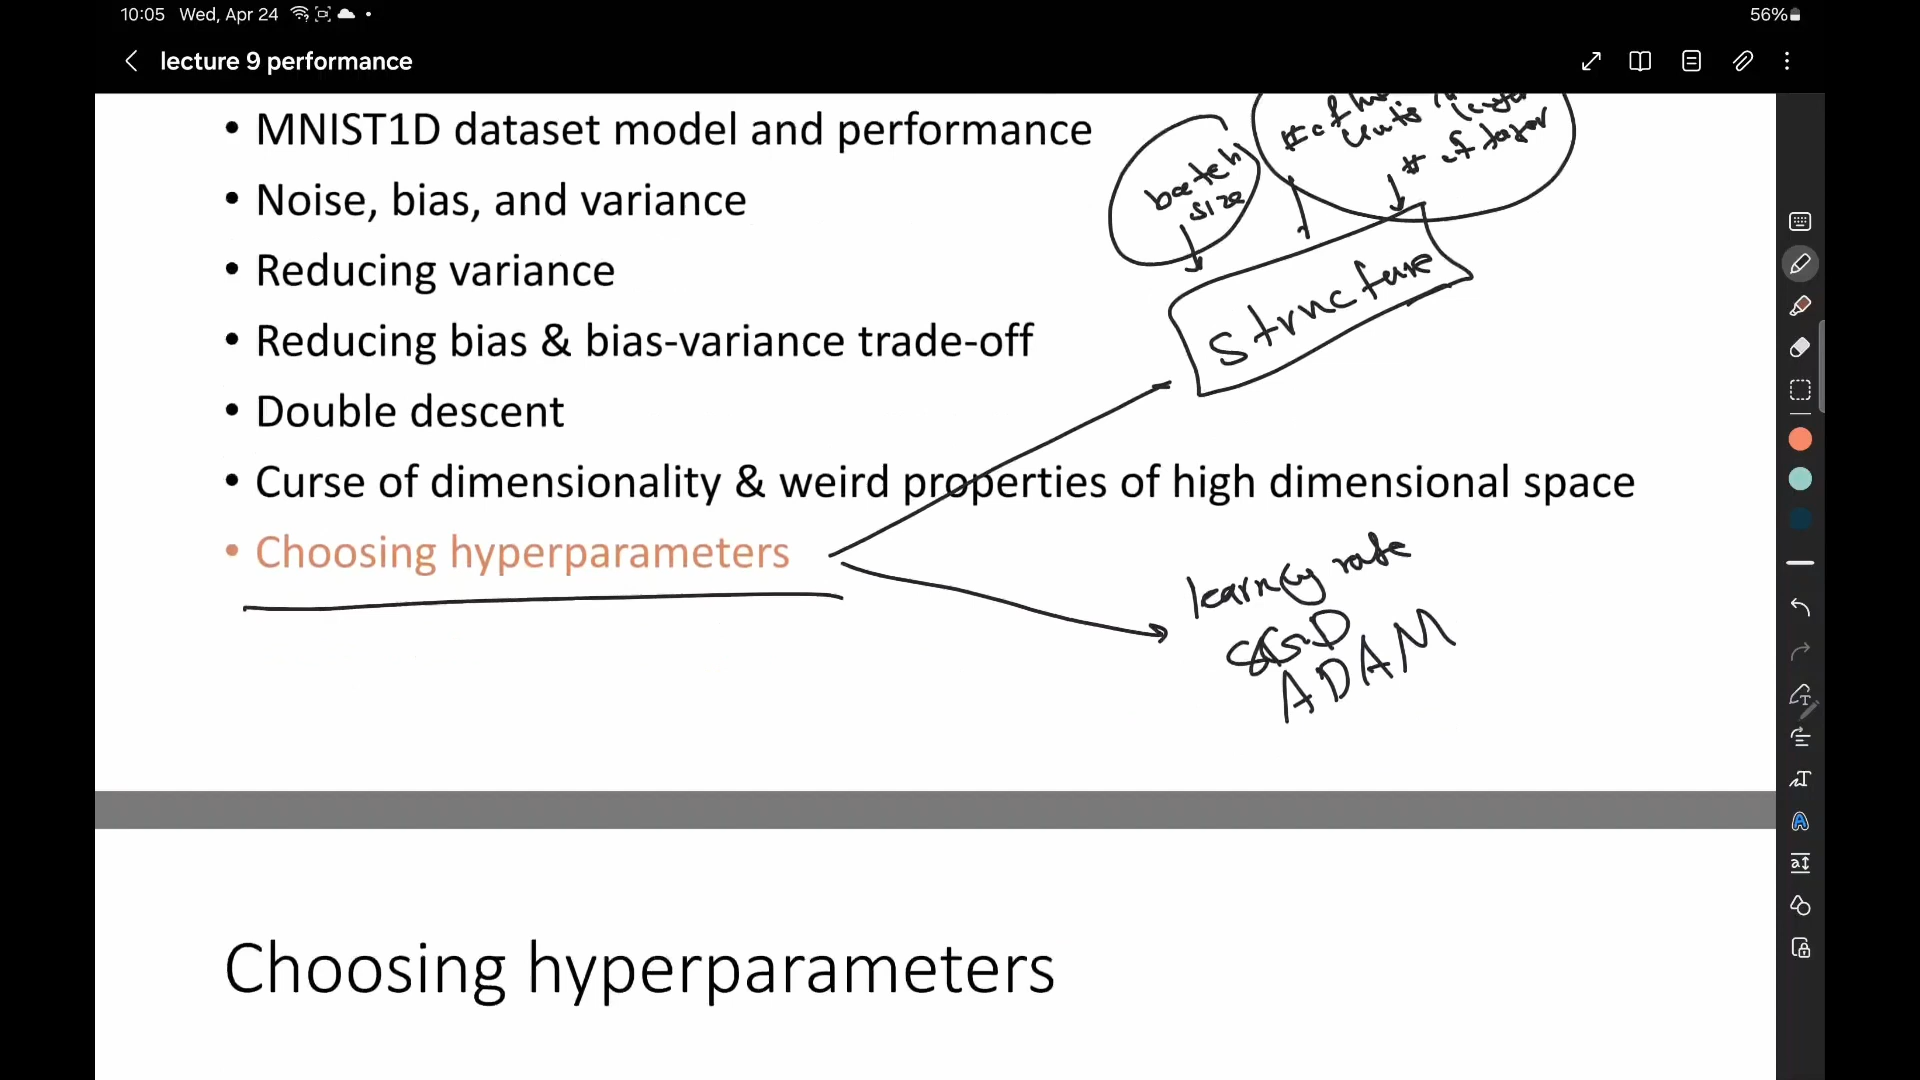 10:05 Wed, Apr 24
56%
lecture 9 performance
• MNIST1D dataset model and performance
• Noise, bias, and variance
• Reducing variance
• Reducing bias & bias-variance trade-off
• Double descent
• Curse of dimensionality & weird properties of high dimensional space
• Choosing hyperparameters
units
# of layer
batch
size
Structure
learning rate
SGD
ADAM
Choosing hyperparameters